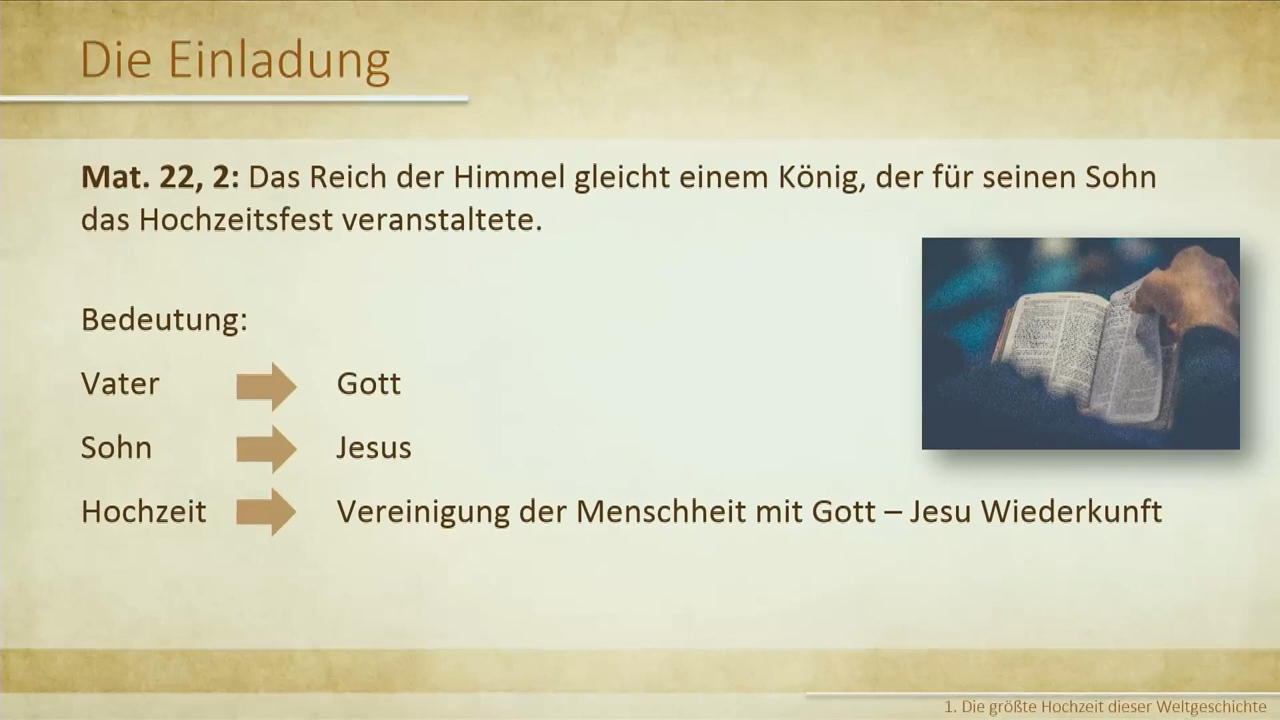 Die Einladung
Mat. 22, 2: Das Reich der Himmel gleicht einem König, der für seinen Sohn
das Hochzeitsfest veranstaltete.
Bedeutung:
Vater Gott
Sohn Jesus
Hochzeit Vereinigung der Menschheit mit Gott – Jesu Wiederkunft
1. Die größte Hochzeit dieser Weltgeschichte